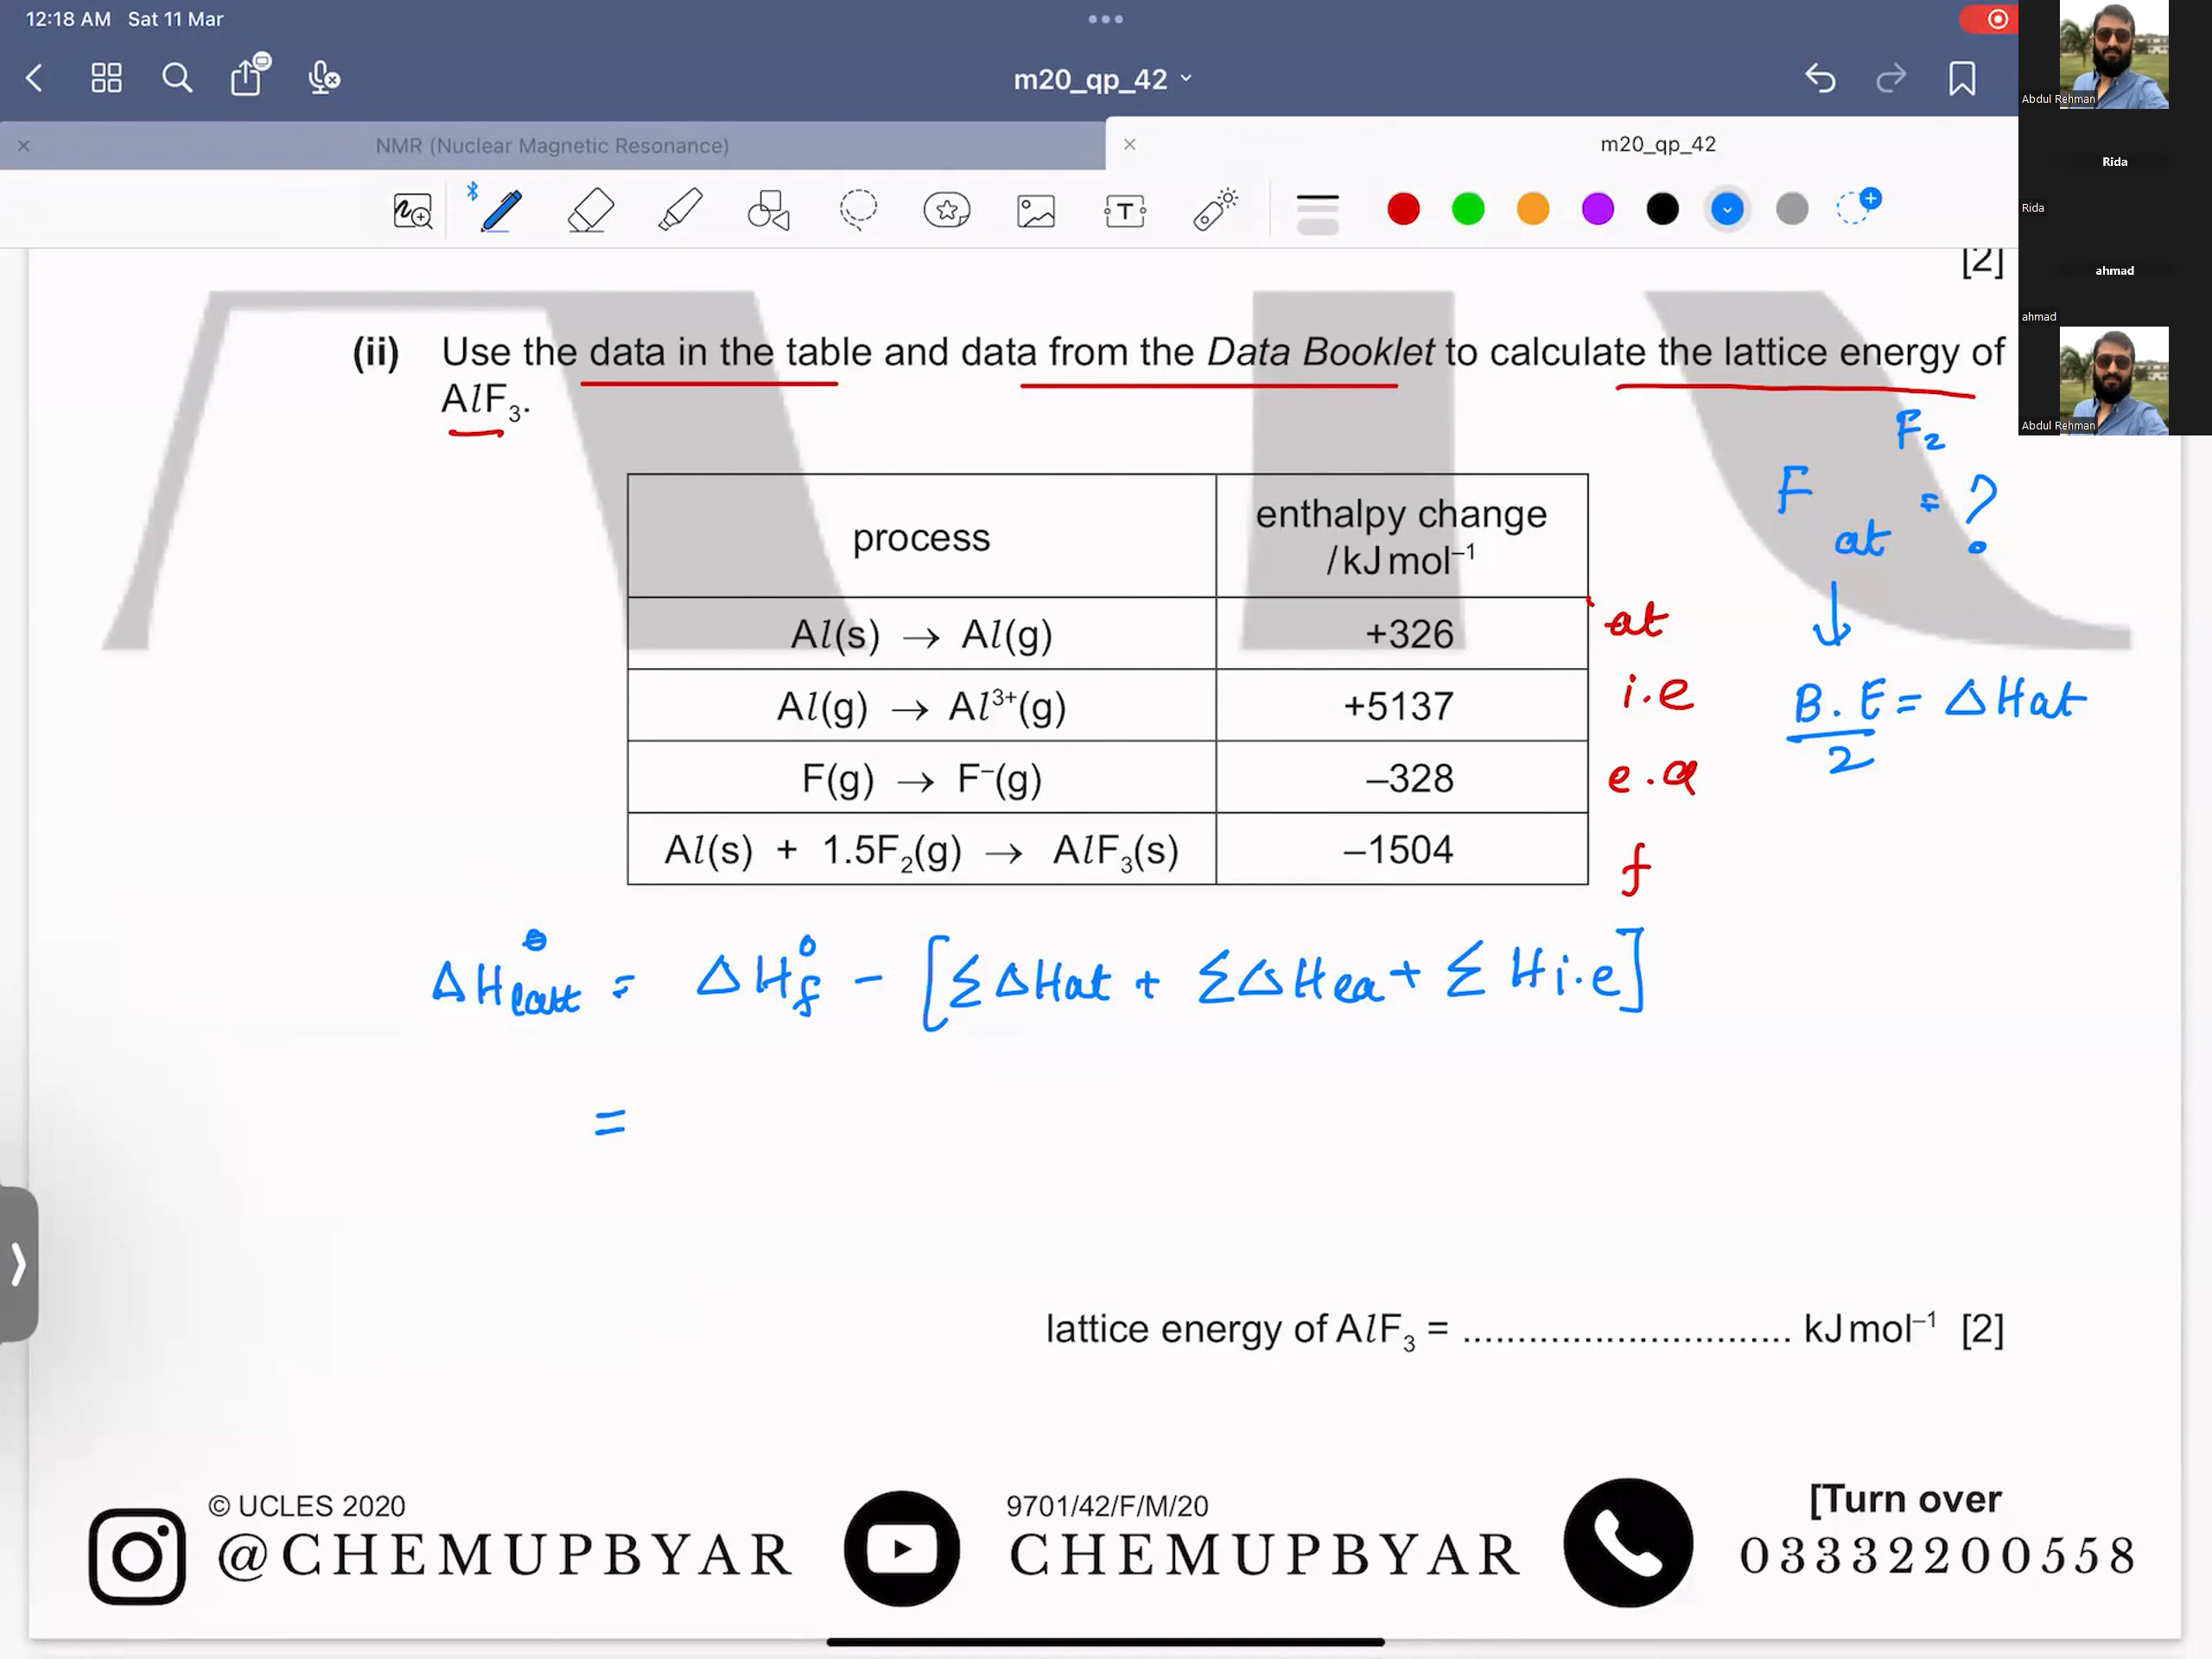 12:18 AM Sat 11 Mar
m20_qp_42
NMR (Nuclear Magnetic Resonance)
m20_qp_42
Abdul Rehman
Rida
Rida
ahmad
ahmad
Abdul Rehman
[2]
(ii) Use the data in the table and data from the Data Booklet to calculate the lattice energy of
AlF₃.
F₂
F at = ?
B.E/2 = ΔHat
process enthalpy change /kJ mol⁻¹
Al(s) → Al(g) +326 at
Al(g) → Al³⁺(g) +5137 i.e
F(g) → F⁻(g) –328 e.a
Al(s) + 1.5F₂(g) → AlF₃(s) –1504 f
ΔH°latt = ΔH°f - [ΣΔHat + ΣΔHea + ΣHi.e]
=
lattice energy of AlF₃ = .............................. kJ mol⁻¹ [2]
© UCLES 2020 9701/42/F/M/20 [Turn over
@CHEMUPBYAR CHEMUPBYAR 03332200558